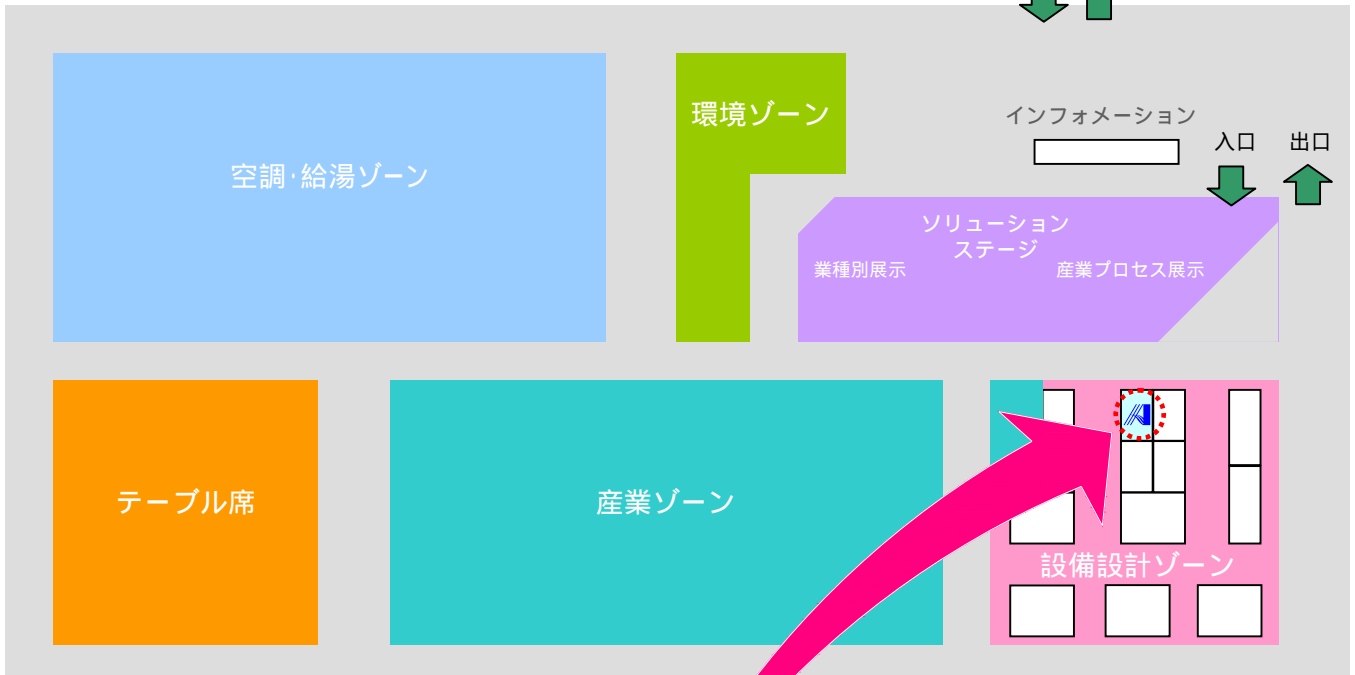 環境ゾーン
インフォメーション
入口
出口
空調・給湯ゾーン
ソリューション
ステージ
業種別展示
産業プロセス展示
テーブル席
産業ゾーン
設備設計ゾーン